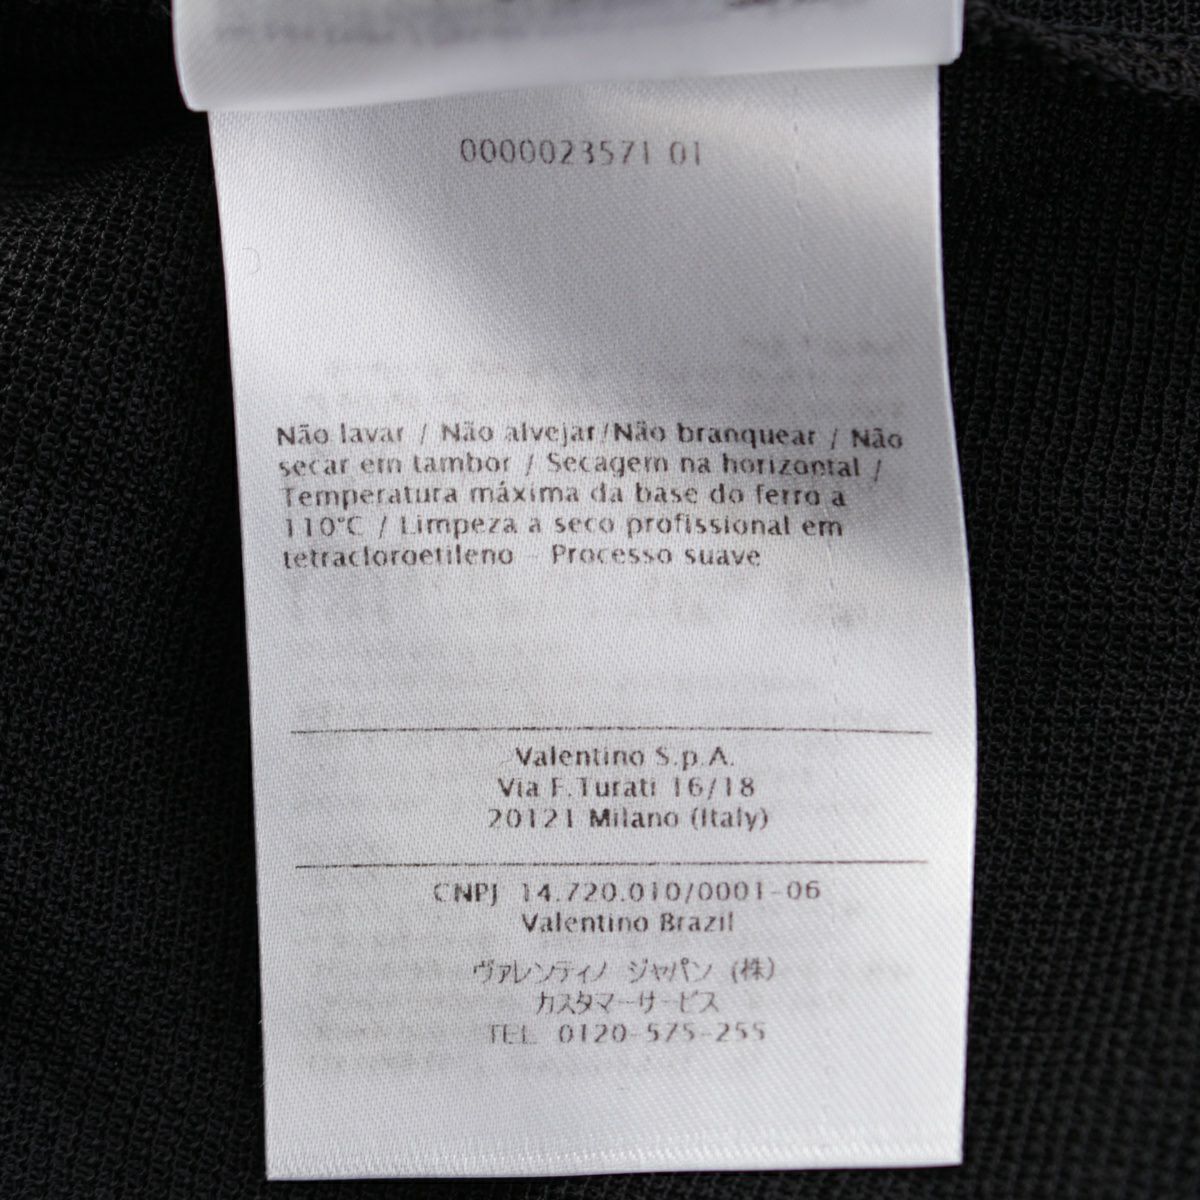 0000023571 01
Não lavar / Não alvejar/Não branquear / Não
secar em tambor / Secagem na horizontal /
Temperatura máxima da base do ferro a
110°C / Limpeza a seco profissional em
tetracloroetileno - Processo suave
Valentino S.p.A.
Via F.Turati 16/18
20121 Milano (Italy)
CNPJ 14.720.010/0001-06
Valentino Brazil
ヴァレンティノ ジャパン (株)
カスタマーサービス
TEL 0120-575-255